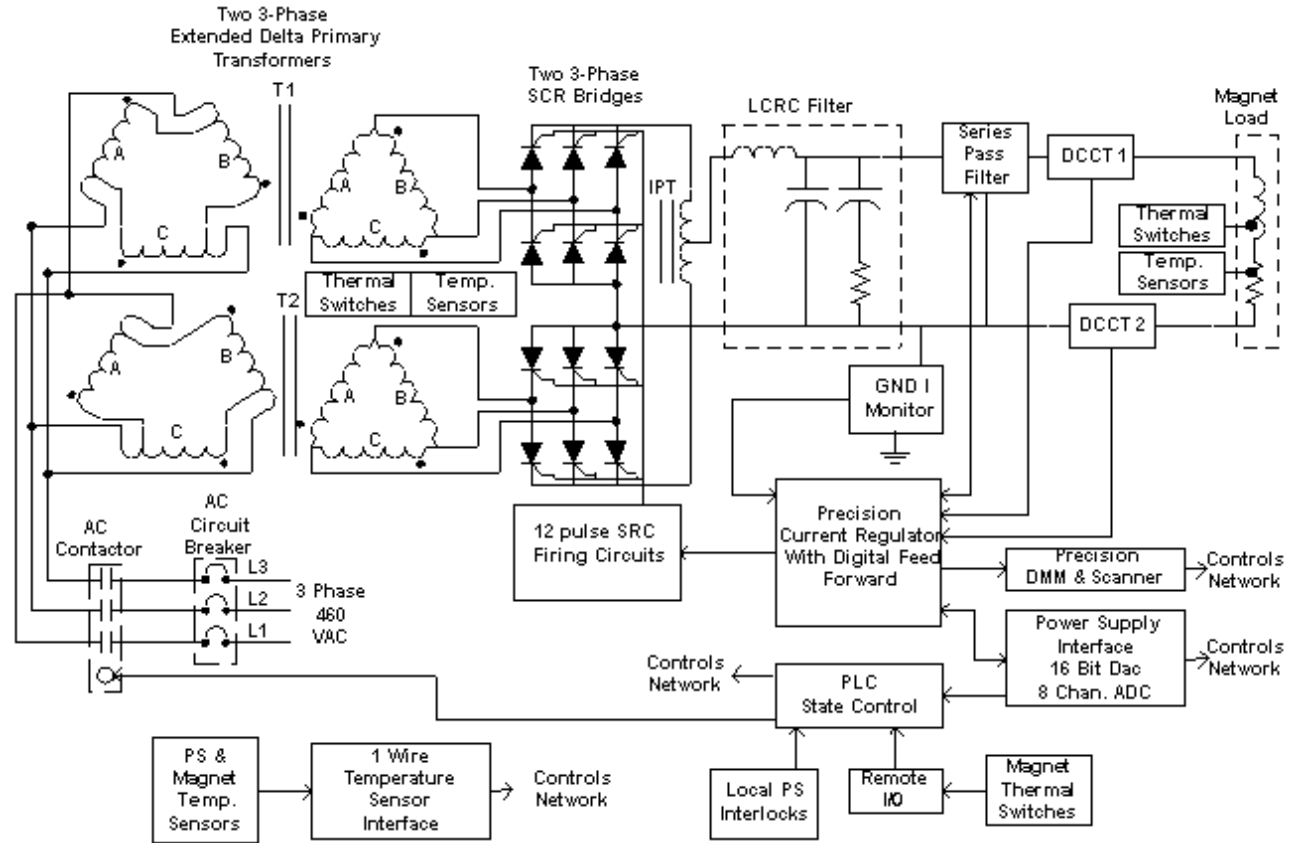 Two 3-Phase
Extended Delta Primary
Transformers
T1
Two 3-Phase
SCR Bridges
LCRC Filter
Magnet
Load
Series
Pass
Filter
DCCT 1
IPT
A
B
C
A
B
C
Thermal
Switches
Temp.
Sensors
Thermal
Switches
Temp.
Sensors
T2
DCCT 2
A
B
C
A
B
C
GND I
Monitor
AC
Contactor
AC
Circuit
Breaker
L3
L2
L1
3 Phase
460
VAC
12 pulse SRC
Firing Circuits
Precision
Current Regulator
With Digital Feed
Forward
Precision
DMM & Scanner
Controls
Network
Power Supply
Interface
16 Bit Dac
8 Chan. ADC
Controls
Network
Controls
Network
PLC
State Control
PS &
Magnet
Temp.
Sensors
1 Wire
Temperature
Sensor
Interface
Controls
Network
Local PS
Interlocks
Remote
I/O
Magnet
Thermal
Switches